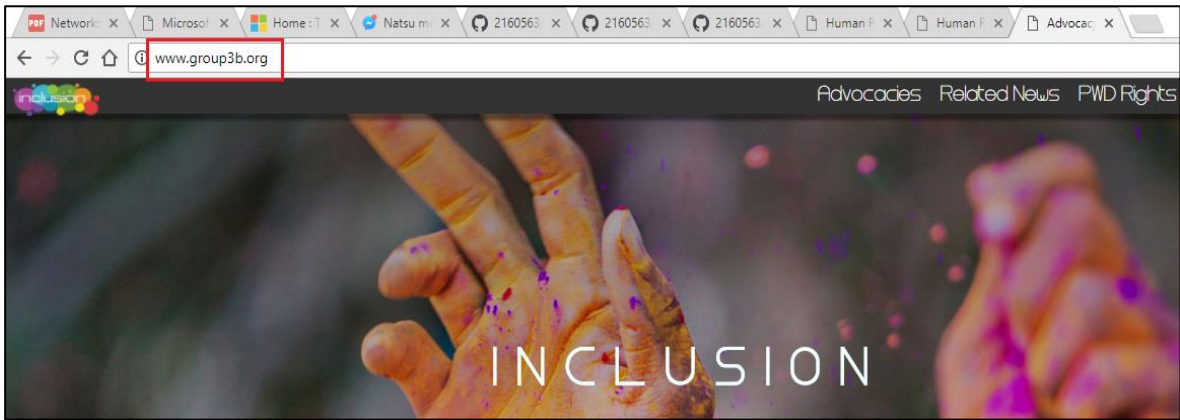 Network: Microsof Home : T Natsu m 2160563 2160563. 2160563. Human F Human F Advocac
www.group3b.org
inclusion Advocacies Related News PWD Rights
INCLUSION